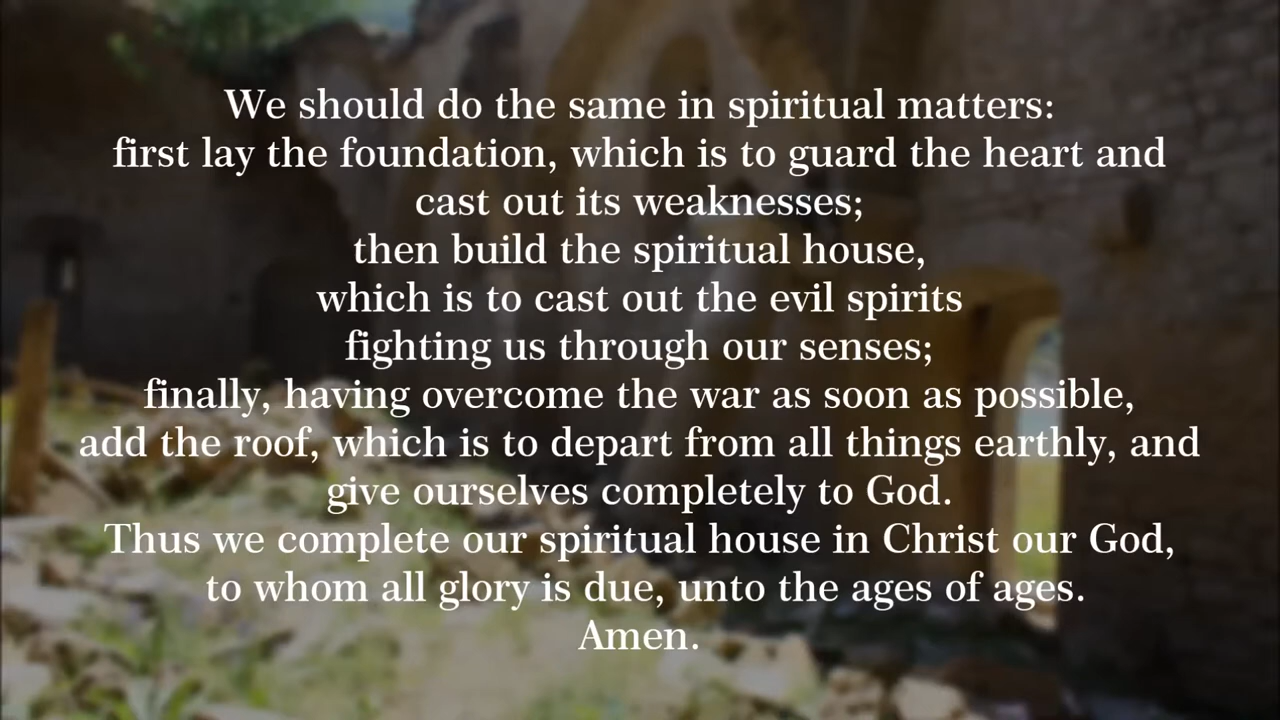 We should do the same in spiritual matters:
first lay the foundation, which is to guard the heart and
cast out its weaknesses;
then build the spiritual house,
which is to cast out the evil spirits
fighting us through our senses;
finally, having overcome the war as soon as possible,
add the roof, which is to depart from all things earthly, and
give ourselves completely to God.
Thus we complete our spiritual house in Christ our God,
to whom all glory is due, unto the ages of ages.
Amen.